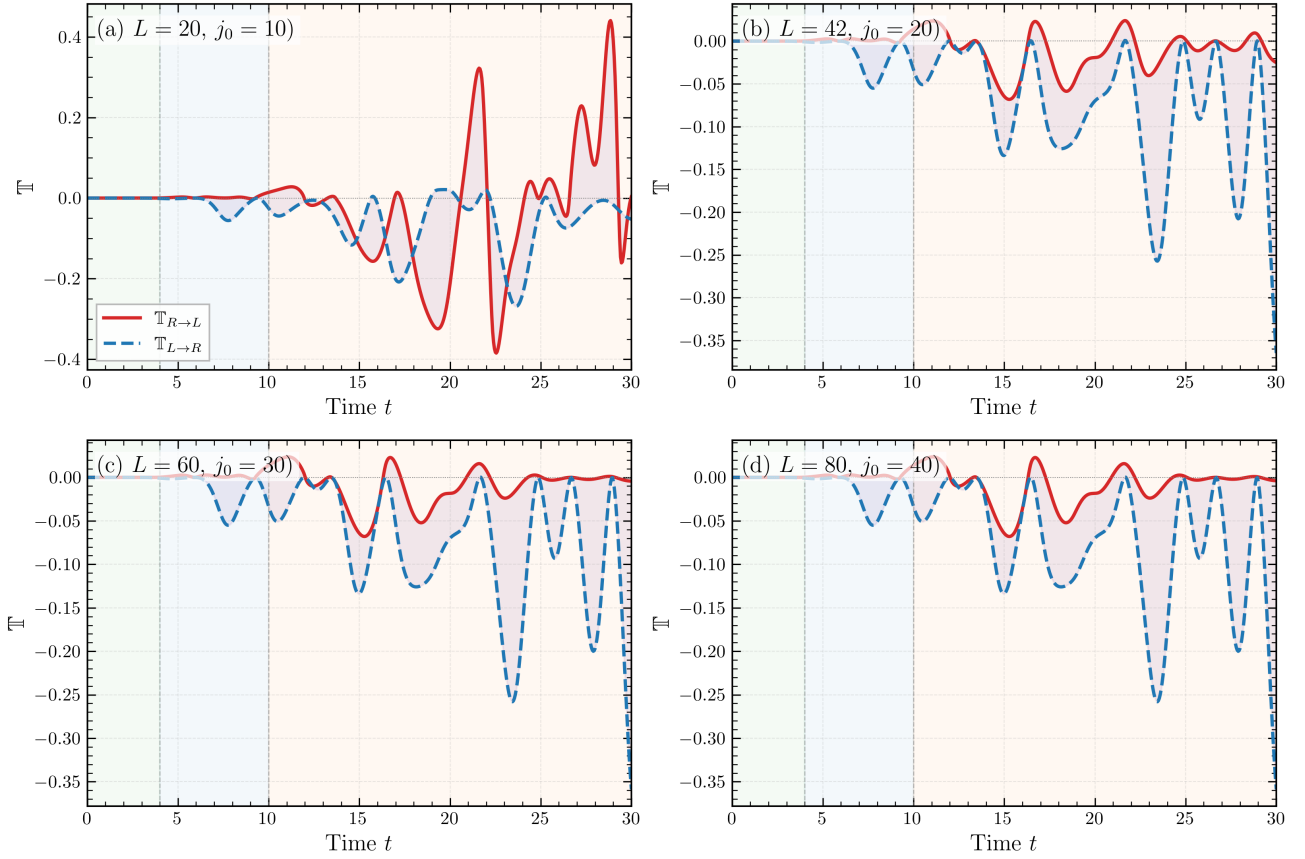 (a) L = 20, j₀ = 10)
0.4
0.2
0.0
−0.2
−0.4
𝕋
𝕋R→L
𝕋L→R
0 5 10 15 20 25 30
Time t
(b) L = 42, j₀ = 20)
0.00
−0.05
−0.10
−0.15
−0.20
−0.25
−0.30
−0.35
𝕋
0 5 10 15 20 25 30
Time t
(c) L = 60, j₀ = 30)
0.00
−0.05
−0.10
−0.15
−0.20
−0.25
−0.30
−0.35
𝕋
0 5 10 15 20 25 30
Time t
(d) L = 80, j₀ = 40)
0.00
−0.05
−0.10
−0.15
−0.20
−0.25
−0.30
−0.35
𝕋
0 5 10 15 20 25 30
Time t